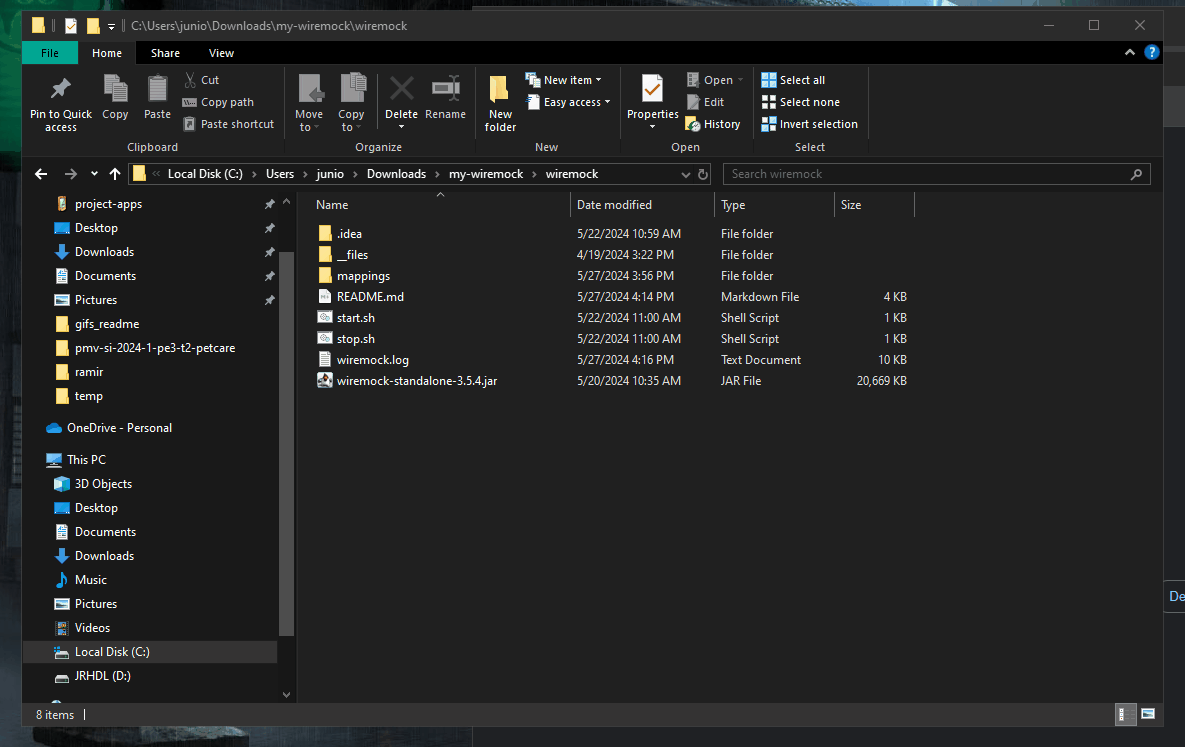 C:\Users\junio\Downloads\my-wiremock\wiremock
File Home Share View
Pin to Quick access
Copy
Paste
Cut
Copy path
Paste shortcut
Clipboard
Move to
Copy to
Delete
Rename
Organize
New folder
New item
Easy access
New
Properties
Open
Edit
History
Open
Select all
Select none
Invert selection
Select
Local Disk (C:) › Users › junio › Downloads › my-wiremock › wiremock
Search wiremock
project-apps
Desktop
Downloads
Documents
Pictures
gifs_readme
pmv-si-2024-1-pe3-t2-petcare
ramir
temp
OneDrive - Personal
This PC
3D Objects
Desktop
Documents
Downloads
Music
Pictures
Videos
Local Disk (C:)
JRHDL (D:)
Name Date modified Type Size
.idea 5/22/2024 10:59 AM File folder
__files 4/19/2024 3:22 PM File folder
mappings 5/27/2024 3:56 PM File folder
README.md 5/27/2024 4:14 PM Markdown File 4 KB
start.sh 5/22/2024 11:00 AM Shell Script 1 KB
stop.sh 5/22/2024 11:00 AM Shell Script 1 KB
wiremock.log 5/27/2024 4:16 PM Text Document 10 KB
wiremock-standalone-3.5.4.jar 5/20/2024 10:35 AM JAR File 20,669 KB
De
8 items